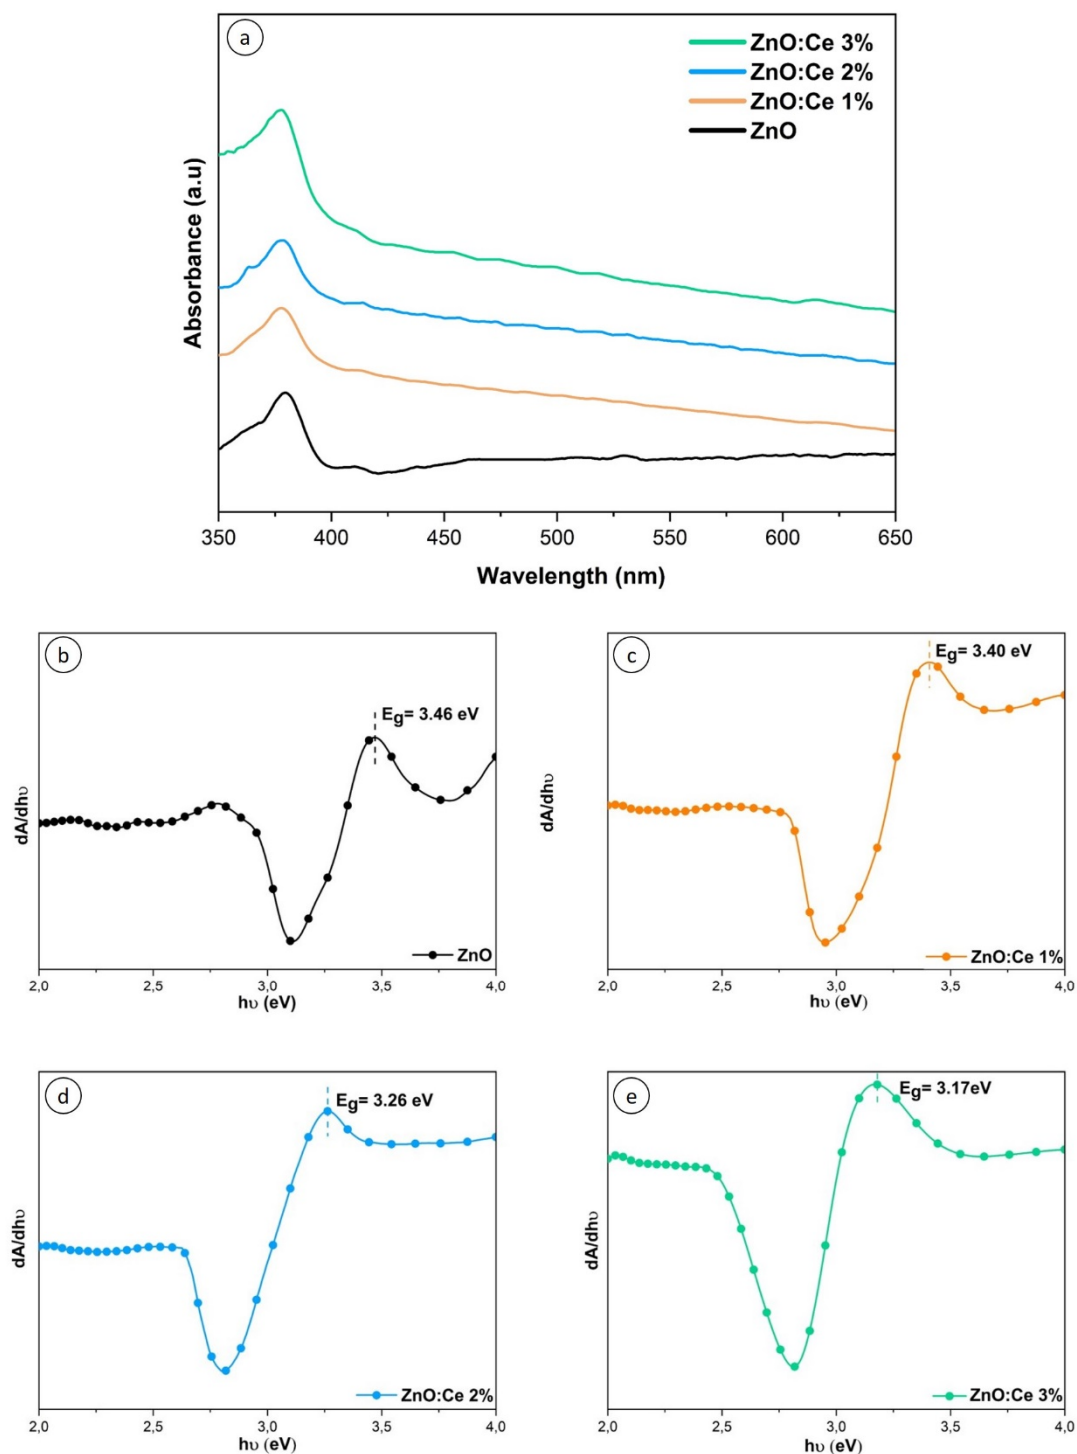 a
ZnO:Ce 3%
ZnO:Ce 2%
ZnO:Ce 1%
ZnO
Absorbance (a.u)
350 400 450 500 550 600 650
Wavelength (nm)
b
Eg= 3.46 eV
dA/dhυ
ZnO
2,0 2,5 3,0 3,5 4,0
hυ (eV)
c
Eg= 3.40 eV
dA/dhυ
ZnO:Ce 1%
2,0 2,5 3,0 3,5 4,0
hυ (eV)
d
Eg= 3.26 eV
dA/dhυ
ZnO:Ce 2%
2,0 2,5 3,0 3,5 4,0
hυ (eV)
e
Eg= 3.17eV
dA/dhυ
ZnO:Ce 3%
2,0 2,5 3,0 3,5 4,0
hυ (eV)